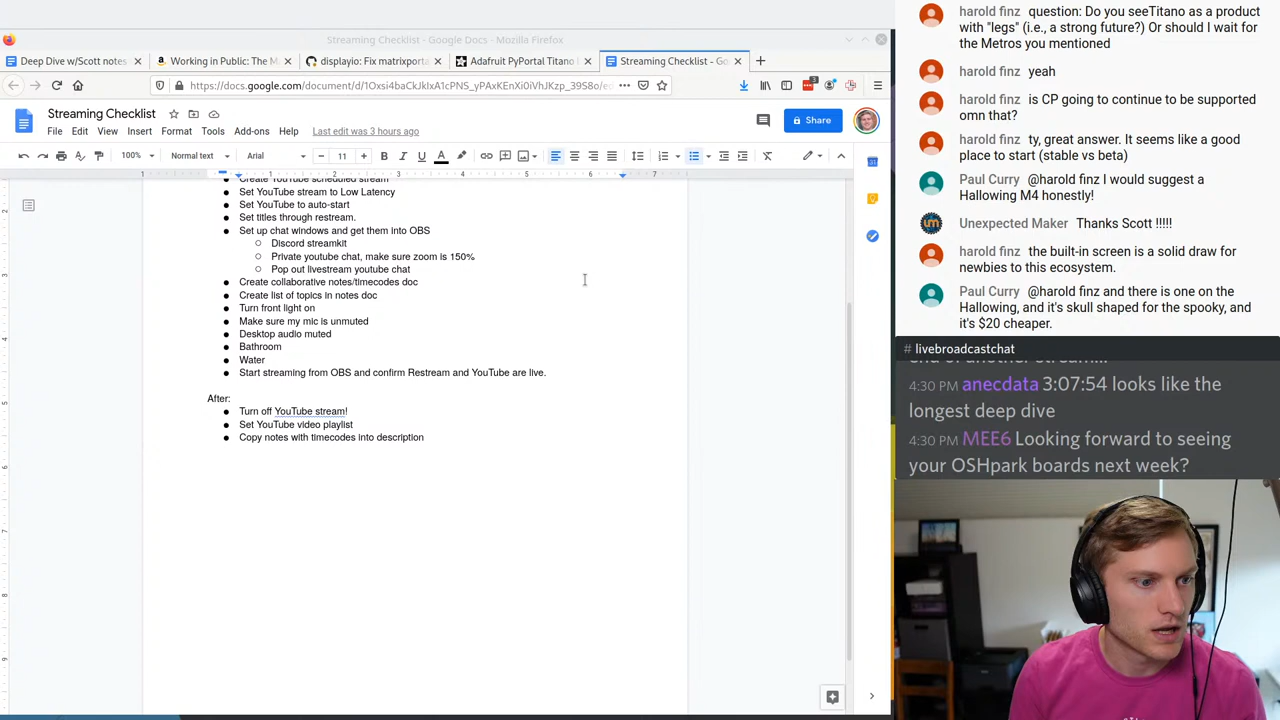 Streaming Checklist - Google Docs - Mozilla Firefox
Deep Dive w/Scott notes
Working in Public: The M
displayio: Fix matrixporta
Adafruit PyPortal Titano
Streaming Checklist - Go
Streaming Checklist
File Edit View Insert Format Tools Add-ons Help Last edit was 3 hours ago
Share
100% Normal text Arial 11
Create YouTube scheduled stream
Set YouTube stream to Low Latency
Set YouTube to auto-start
Set titles through restream.
Set up chat windows and get them into OBS
Discord streamkit
Private youtube chat, make sure zoom is 150%
Pop out livestream youtube chat
Create collaborative notes/timecodes doc
Create list of topics in notes doc
Turn front light on
Make sure my mic is unmuted
Desktop audio muted
Bathroom
Water
Start streaming from OBS and confirm Restream and YouTube are live.
After:
Turn off YouTube stream!
Set YouTube video playlist
Copy notes with timecodes into description
harold finz question: Do you seeTitano as a product
with "legs" (i.e., a strong future?) Or should I wait for
the Metros you mentioned
harold finz yeah
harold finz is CP going to continue to be supported
omn that?
harold finz ty, great answer. It seems like a good
place to start (stable vs beta)
Paul Curry @harold finz I would suggest a
Hallowing M4 honestly!
Unexpected Maker Thanks Scott !!!!!
harold finz the built-in screen is a solid draw for
newbies to this ecosystem.
Paul Curry @harold finz and there is one on the
Hallowing, and it's skull shaped for the spooky, and
it's $20 cheaper.
# livebroadcastchat
end of another stream...
4:30 PM anecdata 3:07:54 looks like the
longest deep dive
4:30 PM MEE6 Looking forward to seeing
your OSHpark boards next week?